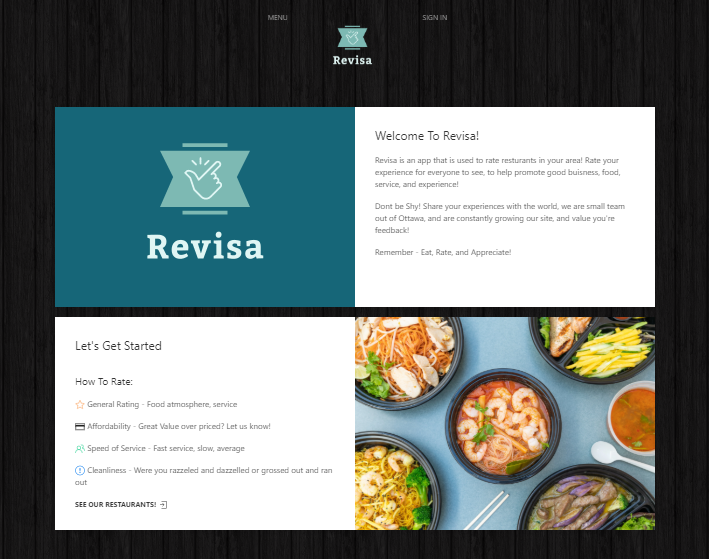 MENU
SIGN IN
Revisa
Revisa
Welcome To Revisa!
Revisa is an app that is used to rate resturants in your area! Rate your
experience for everyone to see, to help promote good buisness, food,
service, and experience!
Dont be Shy! Share your experiences with the world, we are small team
out of Ottawa, and are constantly growing our site, and value you're
feedback!
Remember - Eat, Rate, and Appreciate!
Let's Get Started
How To Rate:
General Rating - Food atmosphere, service
Affordability - Great Value over priced? Let us know!
Speed of Service - Fast service, slow, average
Cleanliness - Were you razzeled and dazzelled or grossed out and ran
out
SEE OUR RESTAURANTS!